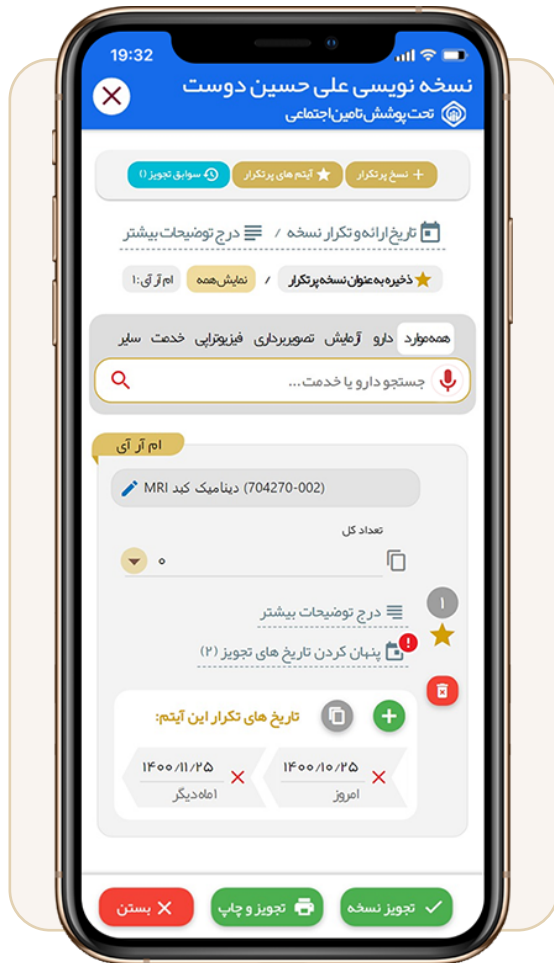 19:32
نسخه نویسی علی حسین دوست
تحت پوشش تامین اجتماعی
نسخ پرتکرار
آیتم های پرتکرار
سوابق تجویز ()
تاریخ ارائه و تکرار نسخه / درج توضیحات بیشتر
ذخیره به عنوان نسخه پرتکرار / نمایش همه ام آر آی: ۱
همه موارد دارو آزمایش تصویربرداری فیزیوتراپی خدمت سایر
جستجو دارو یا خدمت...
ام آر آی
(704270-002) دینامیک کبد MRI
تعداد کل
۰
۱
درج توضیحات بیشتر
پنهان کردن تاریخ های تجویز (۲)
تاریخ های تکرار این آیتم:
۱۴۰۰/۱۰/۲۵ ۱۴۰۰/۱۱/۲۵
امروز ۱ماه دیگر
تجویز نسخه
تجویز و چاپ
بستن